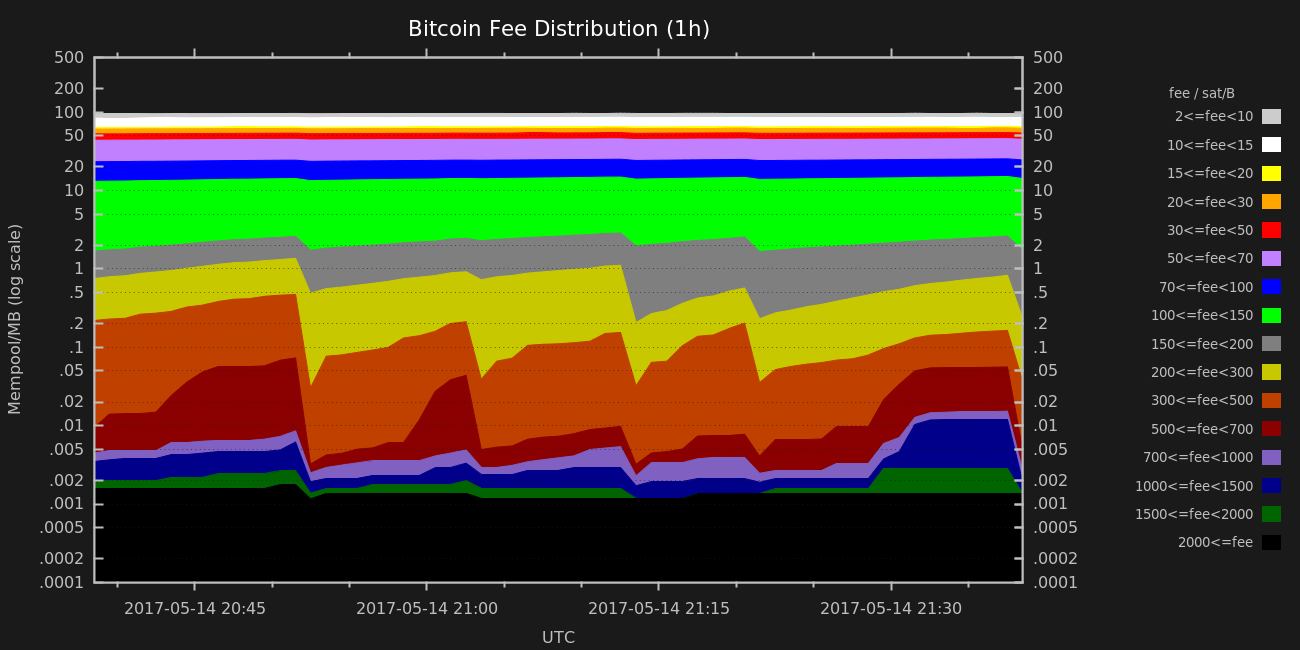 Bitcoin Fee Distribution (1h)
500
200
100
50
20
10
5
2
1
.5
.2
.1
.05
.02
.01
.005
.002
.001
.0005
.0002
.0001
Mempool/MB (log scale)
500
200
100
50
20
10
5
2
1
.5
.2
.1
.05
.02
.01
.005
.002
.001
.0005
.0002
.0001
2017-05-14 20:45
2017-05-14 21:00
2017-05-14 21:15
2017-05-14 21:30
UTC
fee / sat/B
2<=fee<10
10<=fee<15
15<=fee<20
20<=fee<30
30<=fee<50
50<=fee<70
70<=fee<100
100<=fee<150
150<=fee<200
200<=fee<300
300<=fee<500
500<=fee<700
700<=fee<1000
1000<=fee<1500
1500<=fee<2000
2000<=fee